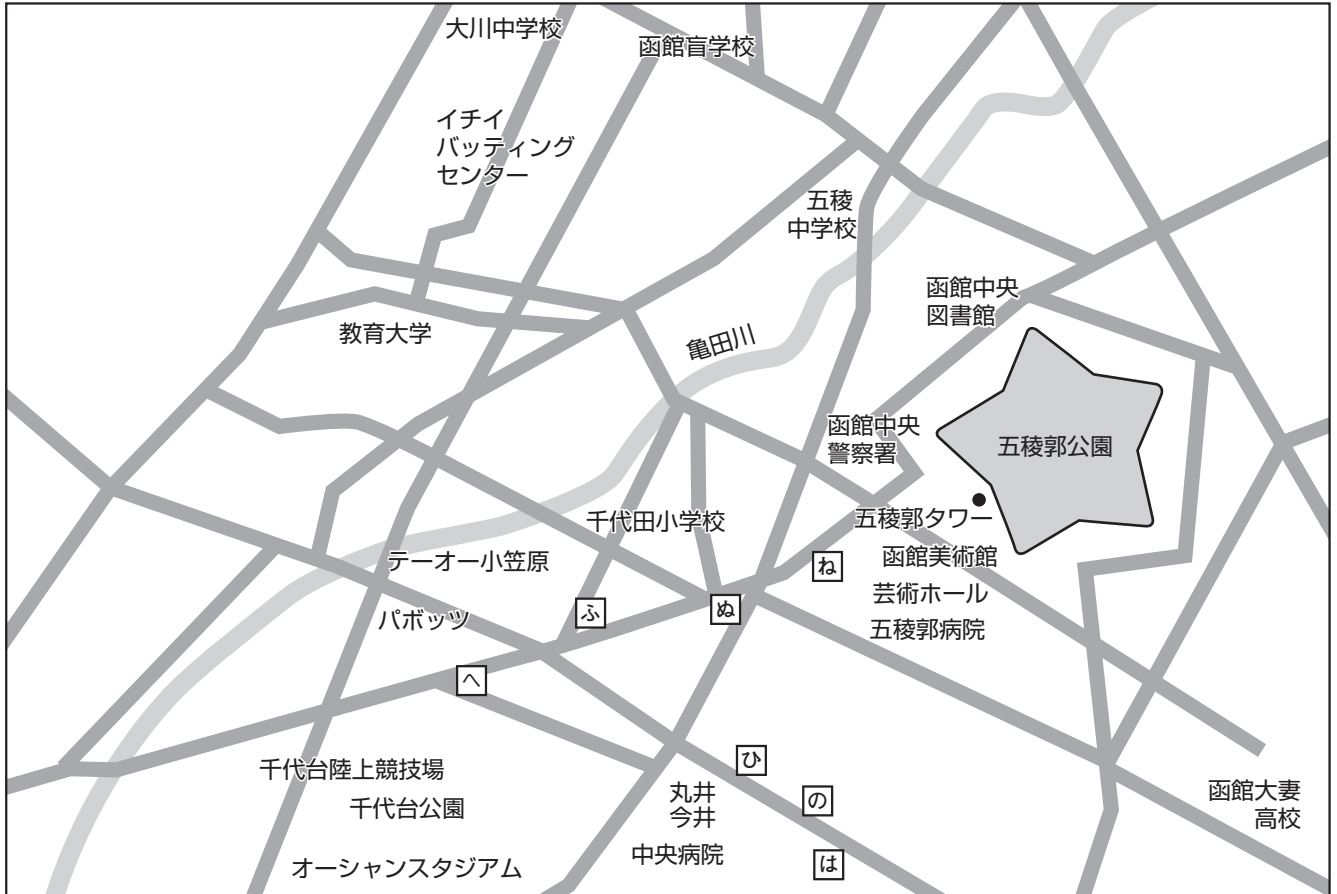 大川中学校
函館盲学校
イチイ
バッティング
センター
五稜
中学校
函館中央
図書館
教育大学
亀田川
函館中央
警察署
五稜郭公園
五稜郭タワー
千代田小学校
テーオー小笠原
函館美術館
ね
芸術ホール
パボッツ
ふ
ぬ
五稜郭病院
へ
ひ
千代台陸上競技場
千代台公園
丸井
今井
の
函館大妻
高校
中央病院
は
オーシャンスタジアム